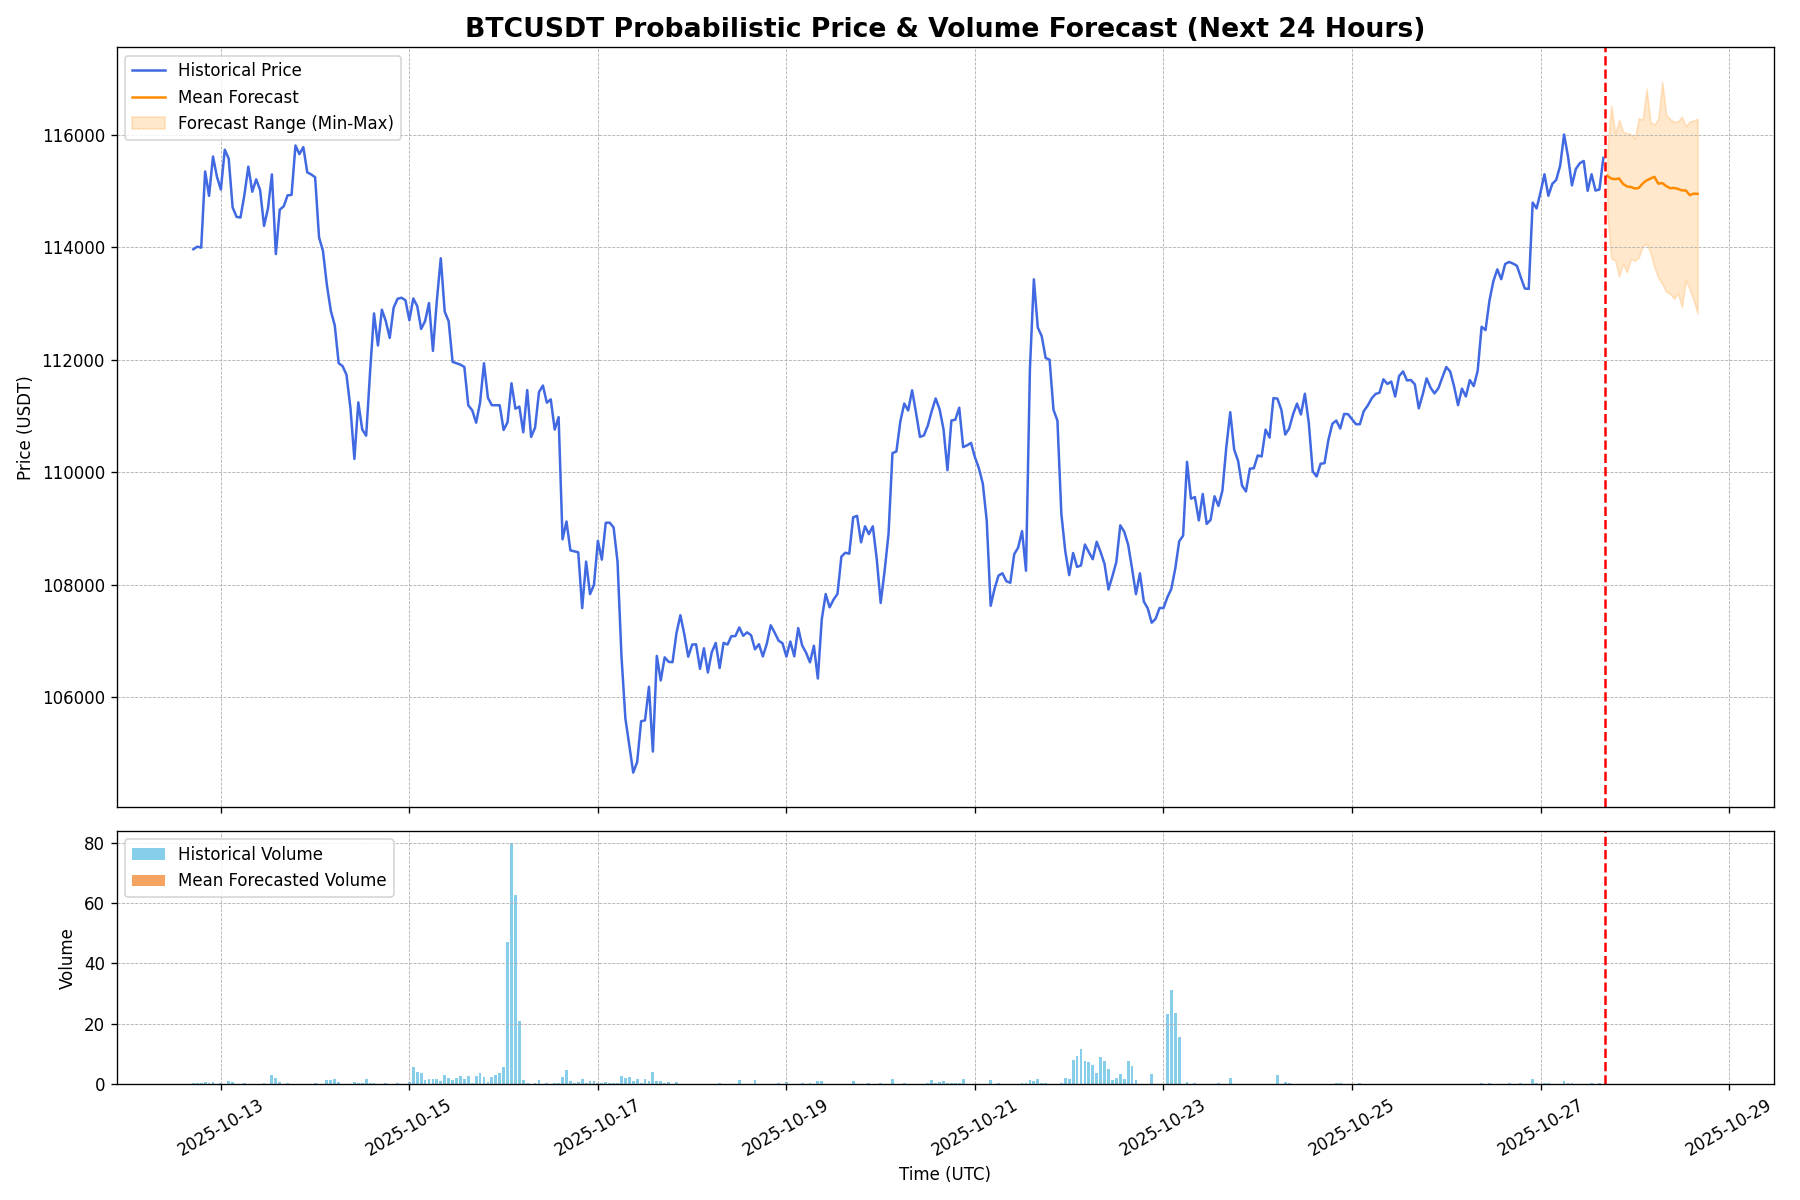 BTCUSDT Probabilistic Price & Volume Forecast (Next 24 Hours)
Historical Price
Mean Forecast
Forecast Range (Min-Max)
Price (USDT)
116000
114000
112000
110000
108000
106000
Historical Volume
Mean Forecasted Volume
Volume
80
60
40
20
0
2025-10-13
2025-10-15
2025-10-17
2025-10-19
2025-10-21
2025-10-23
2025-10-25
2025-10-27
2025-10-29
Time (UTC)